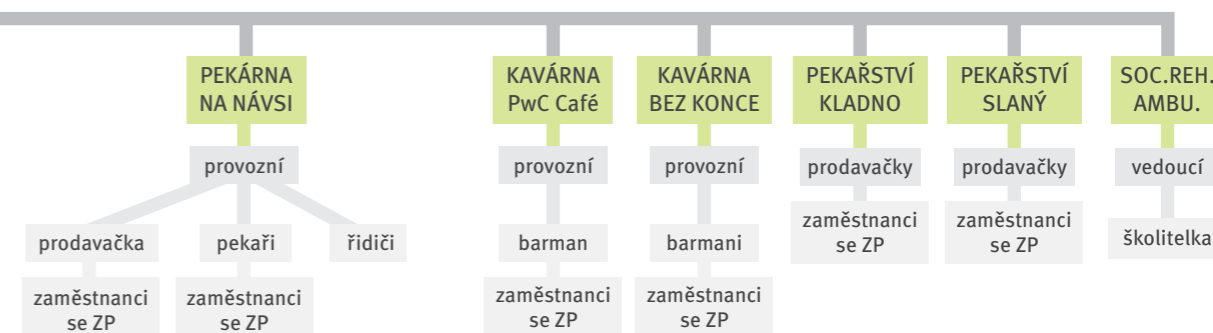 PEKÁRNA
NA NÁVSI
KAVÁRNA
PwC Café
KAVÁRNA
BEZ KONCE
PEKAŘSTVÍ
KLADNO
PEKAŘSTVÍ
SLANÝ
SOC.REH.
AMBU.
provozní
provozní
provozní
prodavačky
prodavačky
vedoucí
prodavačka
pekaři
řidiči
barman
barmani
zaměstnanci
se ZP
zaměstnanci
se ZP
školitelka
zaměstnanci
se ZP
zaměstnanci
se ZP
zaměstnanci
se ZP
zaměstnanci
se ZP